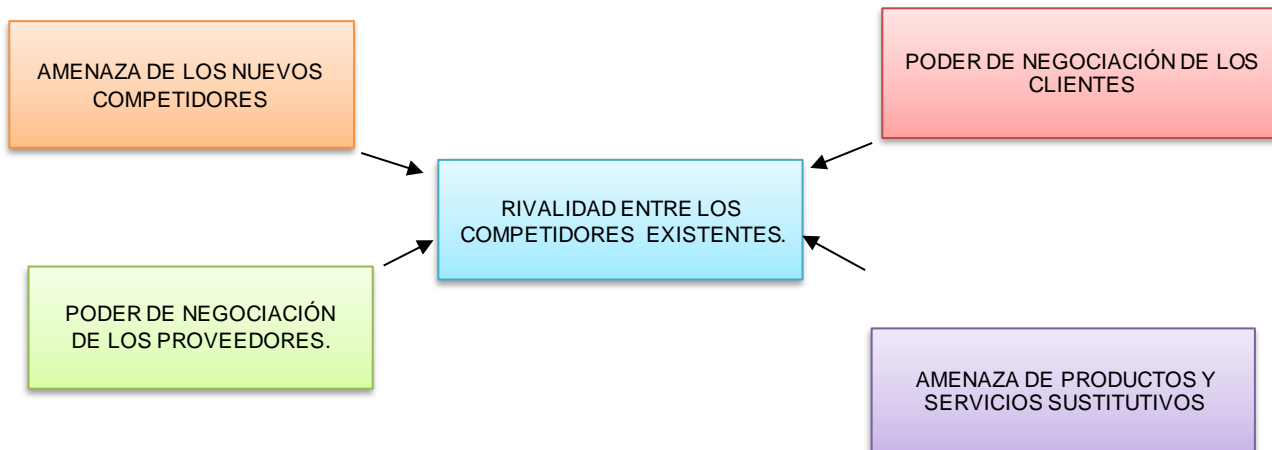 AMENAZA DE LOS NUEVOS
COMPETIDORES
PODER DE NEGOCIACIÓN DE LOS
CLIENTES
RIVALIDAD ENTRE LOS
COMPETIDORES EXISTENTES.
PODER DE NEGOCIACIÓN
DE LOS PROVEEDORES.
AMENAZA DE PRODUCTOS Y
SERVICIOS SUSTITUTIVOS